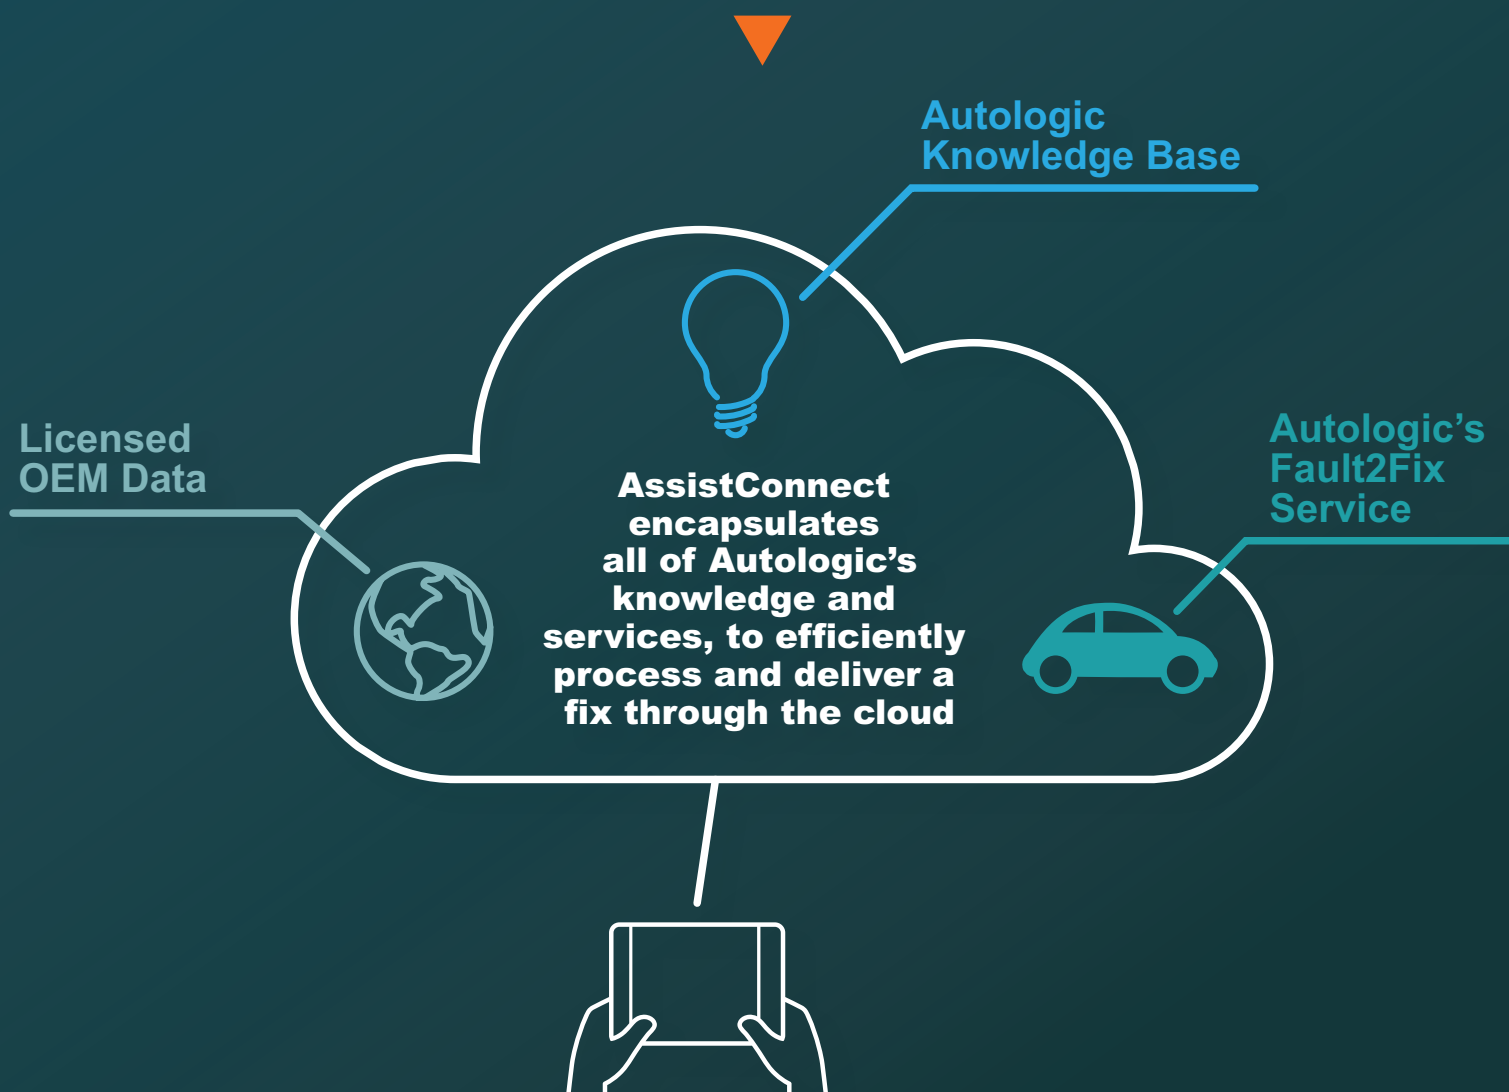 Autologic
Knowledge Base
Licensed
OEM Data
Autologic’s
Fault2Fix
Service
AssistConnect
encapsulates
all of Autologic’s
knowledge and
services, to efficiently
process and deliver a
fix through the cloud